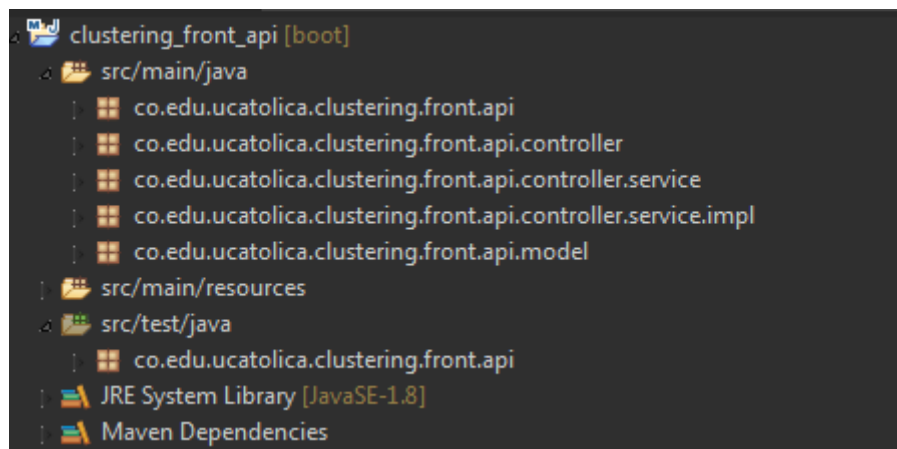 clustering_front_api [boot]
src/main/java
co.edu.ucatolica.clustering.front.api
co.edu.ucatolica.clustering.front.api.controller
co.edu.ucatolica.clustering.front.api.controller.service
co.edu.ucatolica.clustering.front.api.controller.service.impl
co.edu.ucatolica.clustering.front.api.model
src/main/resources
src/test/java
co.edu.ucatolica.clustering.front.api
JRE System Library [JavaSE-1.8]
Maven Dependencies